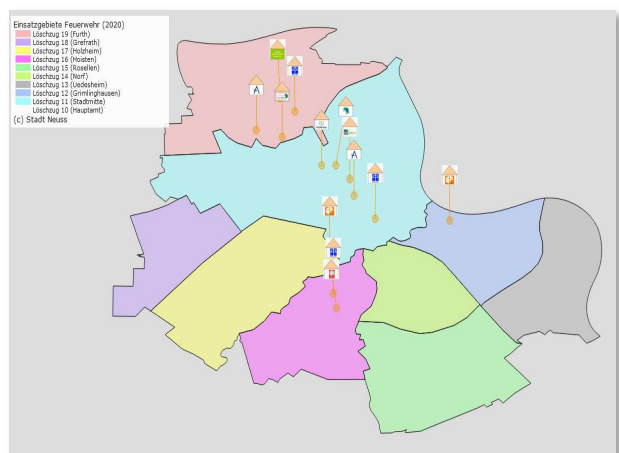 Einsatzgebiete Feuerwehr (2020)
Löschzug 19 (Furth)
Löschzug 18 (Grefrath)
Löschzug 17 (Holzheim)
Löschzug 16 (Hoisten)
Löschzug 15 (Rosellen)
Löschzug 14 (Norf)
Löschzug 13 (Uedesheim)
Löschzug 12 (Grimlinghausen)
Löschzug 11 (Stadtmitte)
Löschzug 10 (Hauptamt)
(c) Stadt Neuss